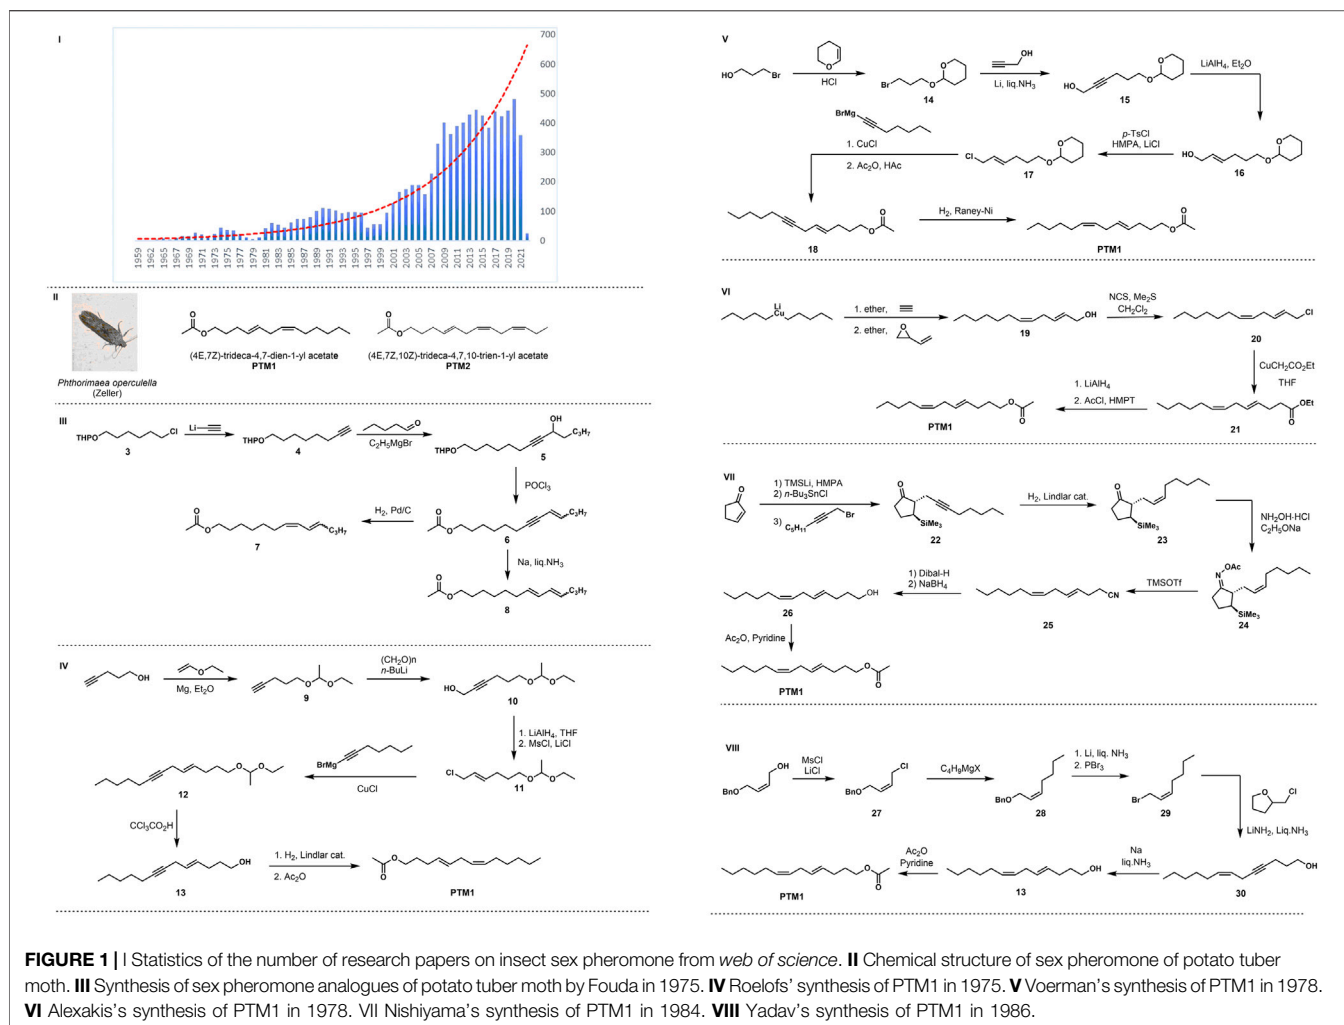 I
700
600
500
400
300
200
100
0
1959
1962
1965
1967
1969
1971
1973
1975
1977
1979
1981
1983
1985
1987
1989
1991
1993
1995
1997
1999
2001
2003
2005
2007
2009
2011
2013
2015
2017
2019
2021
II
O
O
(4E,7Z)-trideca-4,7-dien-1-yl acetate
PTM1
O
O
(4E,7Z,10Z)-trideca-4,7,10-trien-1-yl acetate
PTM2
Phthorimaea operculella
(Zeller)
III
THPO
Cl
3
Li
THPO
4
O
C2H5MgBr
OH
C3H7
THPO
5
POCl3
O
O
C3H7
6
H2, Pd/C
O
O
C3H7
7
Na, liq.NH3
O
O
C3H7
8
IV
OH
O
Mg, Et2O
O
O
9
(CH2O)n
n-BuLi
HO
O
O
10
1. LiAlH4, THF
2. MsCl, LiCl
Cl
O
O
11
BrMg
CuCl
O
O
12
CCl3CO2H
OH
13
1. H2, Lindlar cat.
2. Ac2O
O
O
PTM1
V
HO
Br
O
HCl
Br
O
O
14
OH
Li, liq.NH3
HO
O
O
15
LiAlH4, Et2O
HO
O
O
16
p-TsCl
HMPA, LiCl
Cl
O
O
17
BrMg
1. CuCl
2. Ac2O, HAc
O
O
18
H2, Raney-Ni
O
O
PTM1
VI
Li
Cu
1. ether,
2. ether,
O
OH
19
NCS, Me2S
CH2Cl2
Cl
20
CuCH2CO2Et
THF
OEt
O
21
1. LiAlH4
2. AcCl, HMPT
O
O
PTM1
VII
O
1) TMSLi, HMPA
2) n-Bu3SnCl
3)
C5H11
Br
O
SiMe3
22
H2, Lindlar cat.
O
SiMe3
23
NH2OH·HCl
C2H5ONa
OAc
N
SiMe3
24
TMSOTf
CN
25
1) Dibal-H
2) NaBH4
OH
26
Ac2O, Pyridine
O
O
PTM1
VIII
OH
BnO
MsCl
LiCl
Cl
BnO
27
C4H9MgX
BnO
28
1. Li, liq. NH3
2. PBr3
Br
29
O
Cl
LiNH2, Liq.NH3
OH
30
Na
liq.NH3
OH
13
Ac2O
Pyridine
O
O
PTM1
FIGURE 1 | I Statistics of the number of research papers on insect sex pheromone from web of science. II Chemical structure of sex pheromone of potato tuber
moth. III Synthesis of sex pheromone analogues of potato tuber moth by Fouda in 1975. IV Roelofs' synthesis of PTM1 in 1975. V Voerman's synthesis of PTM1 in 1978.
VI Alexakis's synthesis of PTM1 in 1978. VII Nishiyama's synthesis of PTM1 in 1984. VIII Yadav's synthesis of PTM1 in 1986.